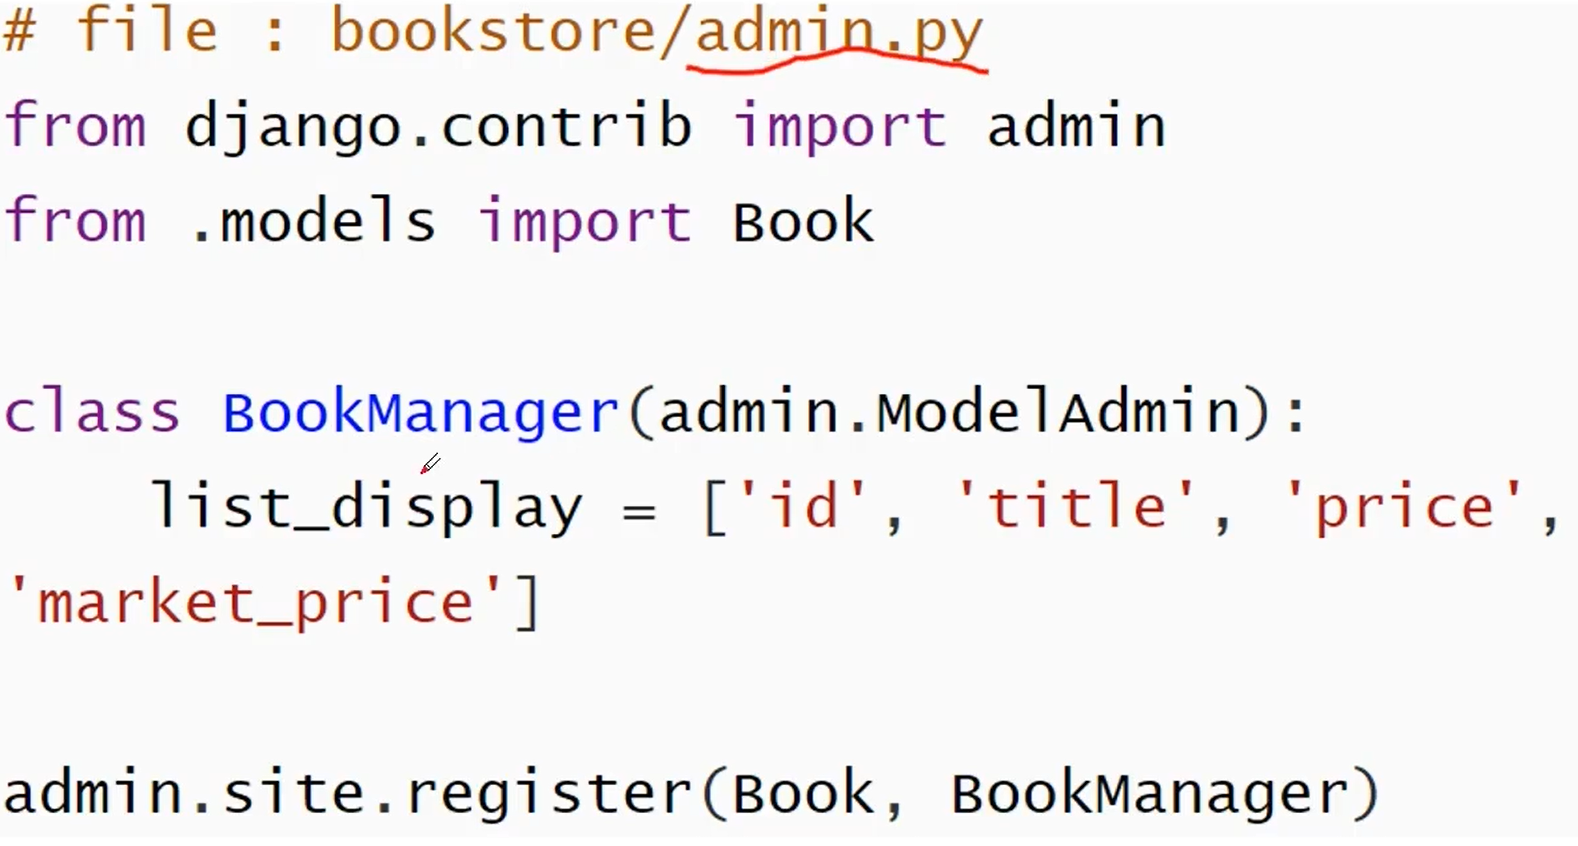 # file : bookstore/admin.py
from django.contrib import admin
from .models import Book
class BookManager(admin.ModelAdmin):
list_display = ['id', 'title', 'price',
'market_price']
admin.site.register(Book, BookManager)